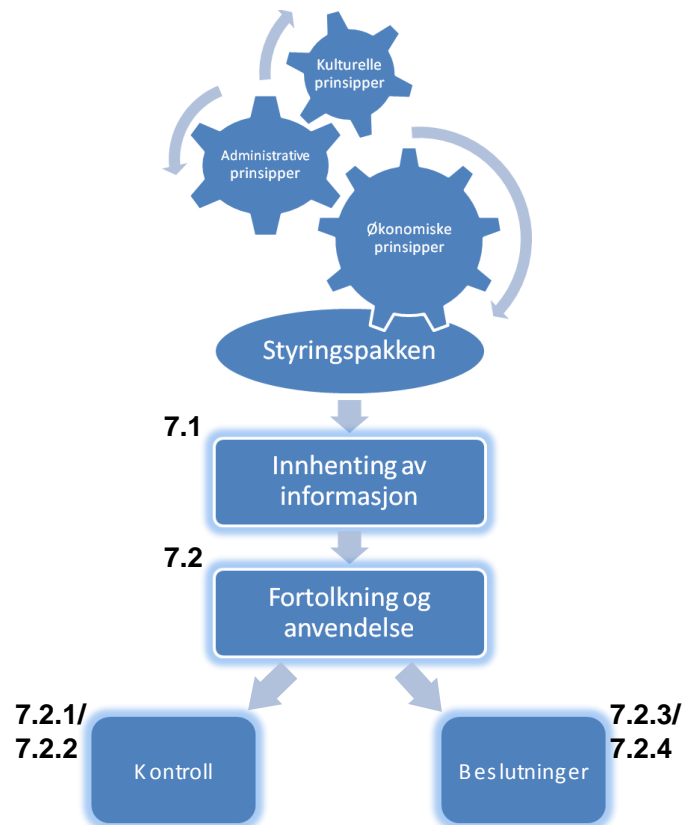 Kulturelle
prinsipper
Administrative
prinsipper
Økonomiske
prinsipper
Styringspakken
7.1
Innhenting av
informasjon
7.2
Fortolkning og
anvendelse
7.2.1/
7.2.2
Kontroll
7.2.3/
7.2.4
Beslutninger